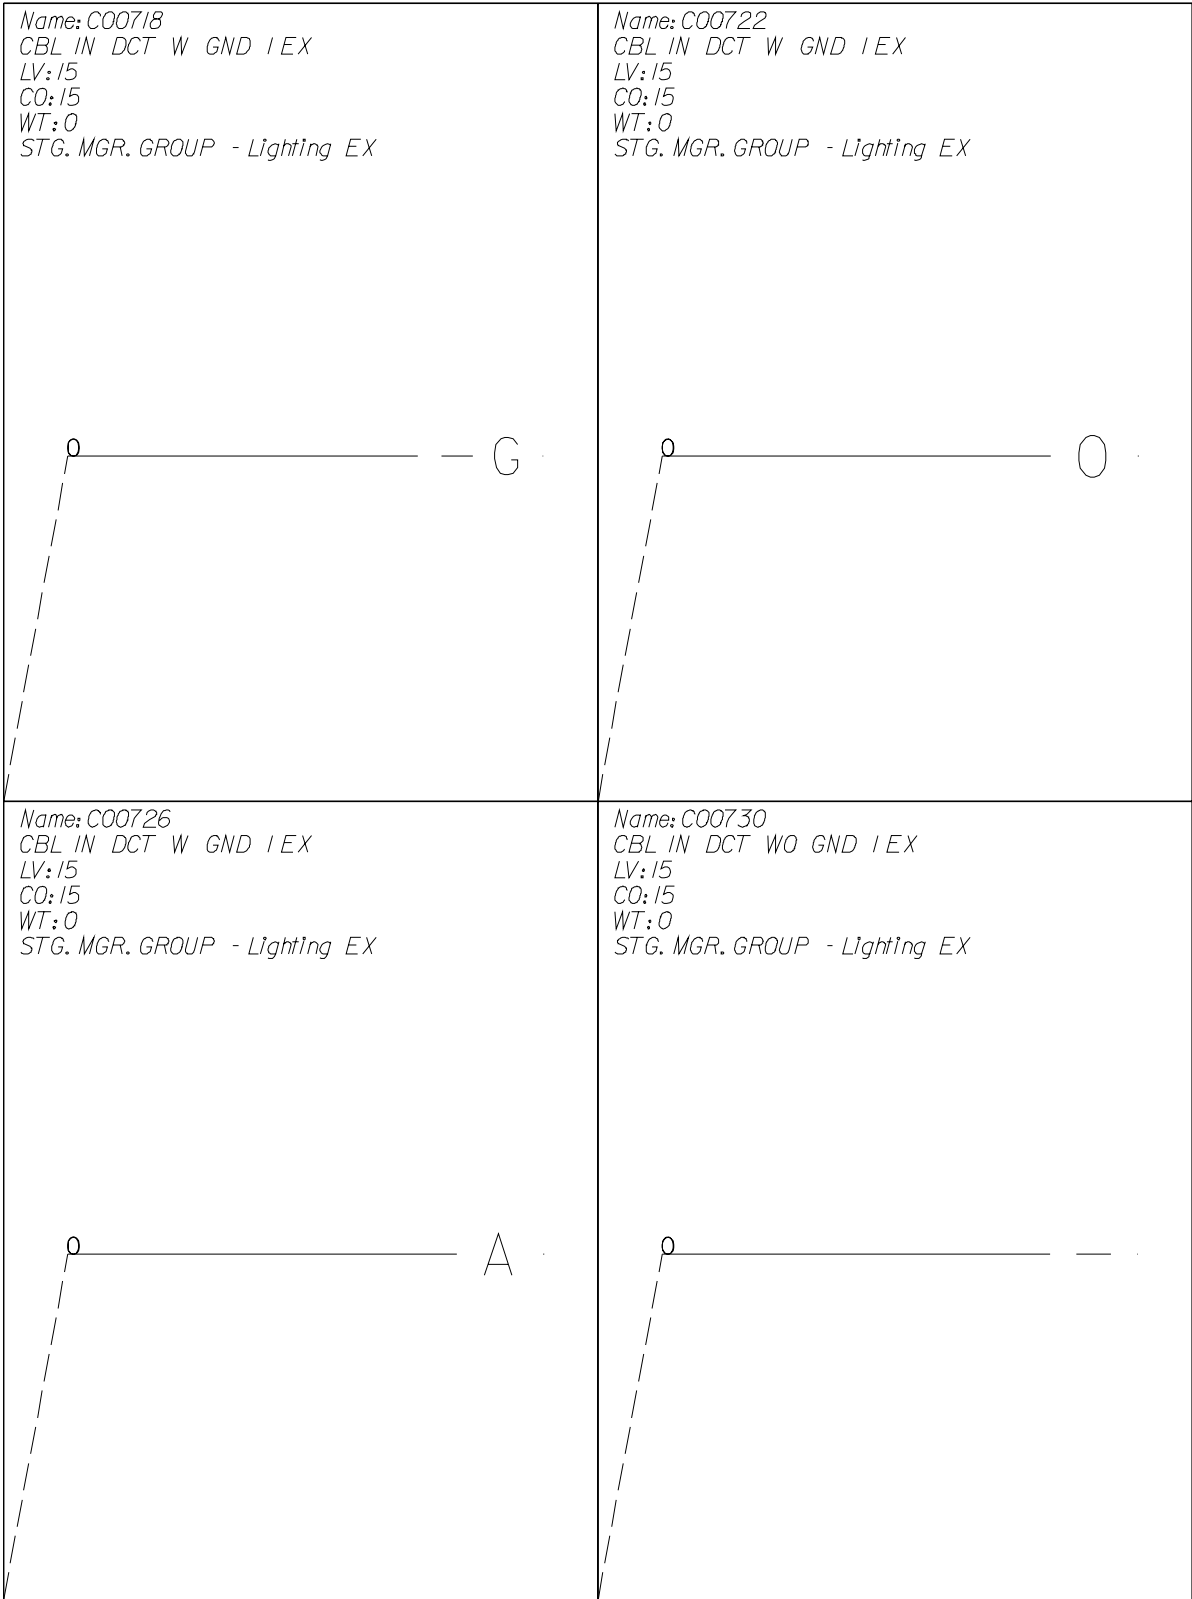 Name: C00718
CBL IN DCT W GND 1 EX
LV:15
CO:15
WT:0
STG. MGR. GROUP - Lighting EX
0
G
Name: C00722
CBL IN DCT W GND 1 EX
LV:15
CO:15
WT:0
STG. MGR. GROUP - Lighting EX
0
O
Name: C00726
CBL IN DCT W GND 1 EX
LV:15
CO:15
WT:0
STG. MGR. GROUP - Lighting EX
0
A
Name: C00730
CBL IN DCT WO GND 1 EX
LV:15
CO:15
WT:0
STG. MGR. GROUP - Lighting EX
0